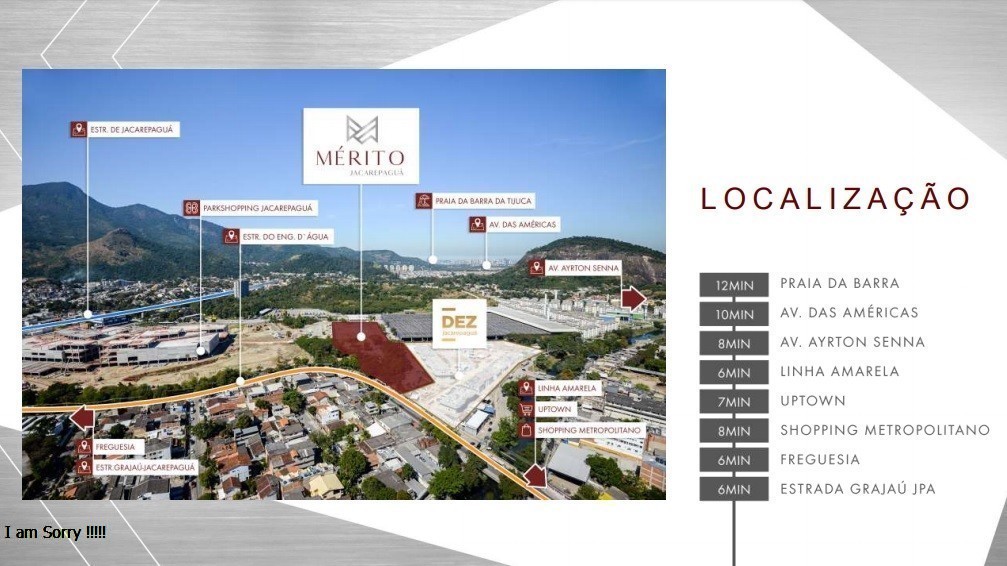 ESTR. DE JACAREPAGUÁ
MÉRITO
JACAREPAGUÁ
PARKSHOPPING JACAREPAGUÁ
PRAIA DA BARRA DA TIJUCA
ESTR. DO ENG. D´ ÁGUA
AV. DAS AMÉRICAS
AV. AYRTON SENNA
DEZ
LINHA AMARELA
UPTOWN
SHOPPING METROPOLITANO
FREGUESIA
ESTR.GRAJAÚ-JACAREPAGUÁ
LOCALIZAÇÃO
12MIN PRAIA DA BARRA
10MIN AV. DAS AMÉRICAS
8MIN AV. AYRTON SENNA
6MIN LINHA AMARELA
7MIN UPTOWN
8MIN SHOPPING METROPOLITANO
6MIN FREGUESIA
6MIN ESTRADA GRAJAÚ JPA
I am Sorry !!!!!